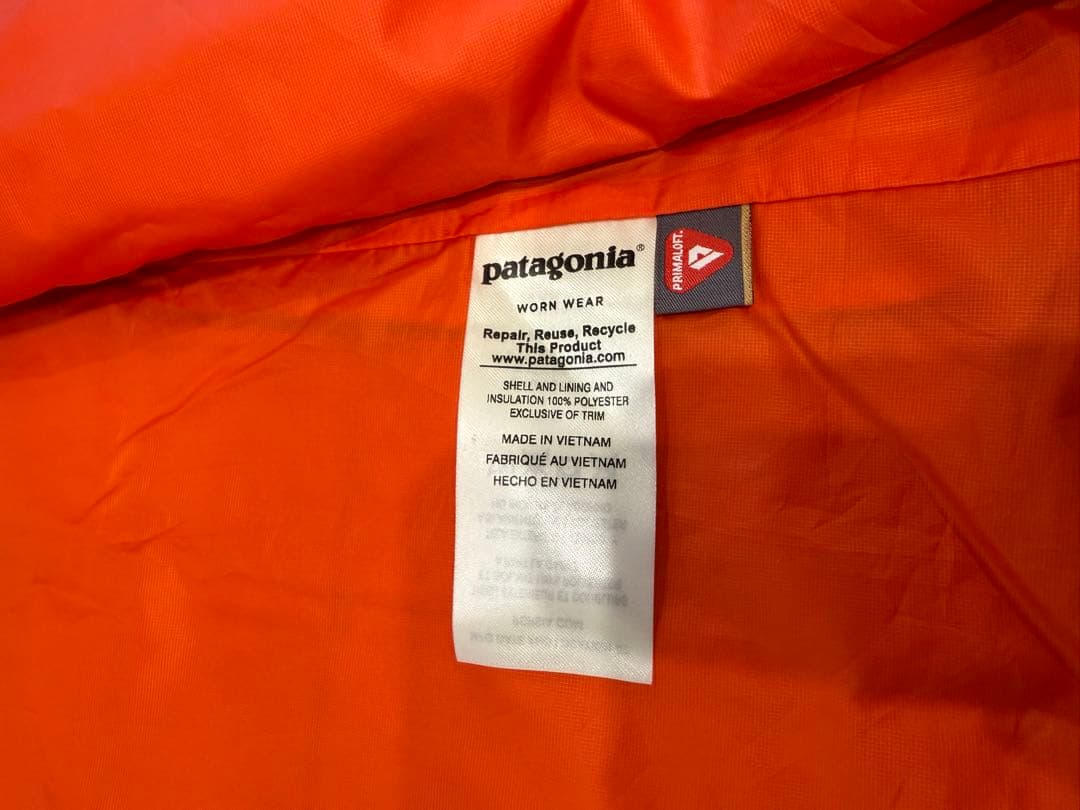 patagonia®
WORN WEAR
Repair, Reuse, Recycle
This Product
www.patagonia.com
SHELL AND LINING AND
INSULATION 100% POLYESTER
EXCLUSIVE OF TRIM
MADE IN VIETNAM
FABRIQUÉ AU VIETNAM
HECHO EN VIETNAM
PRIMALOFT.